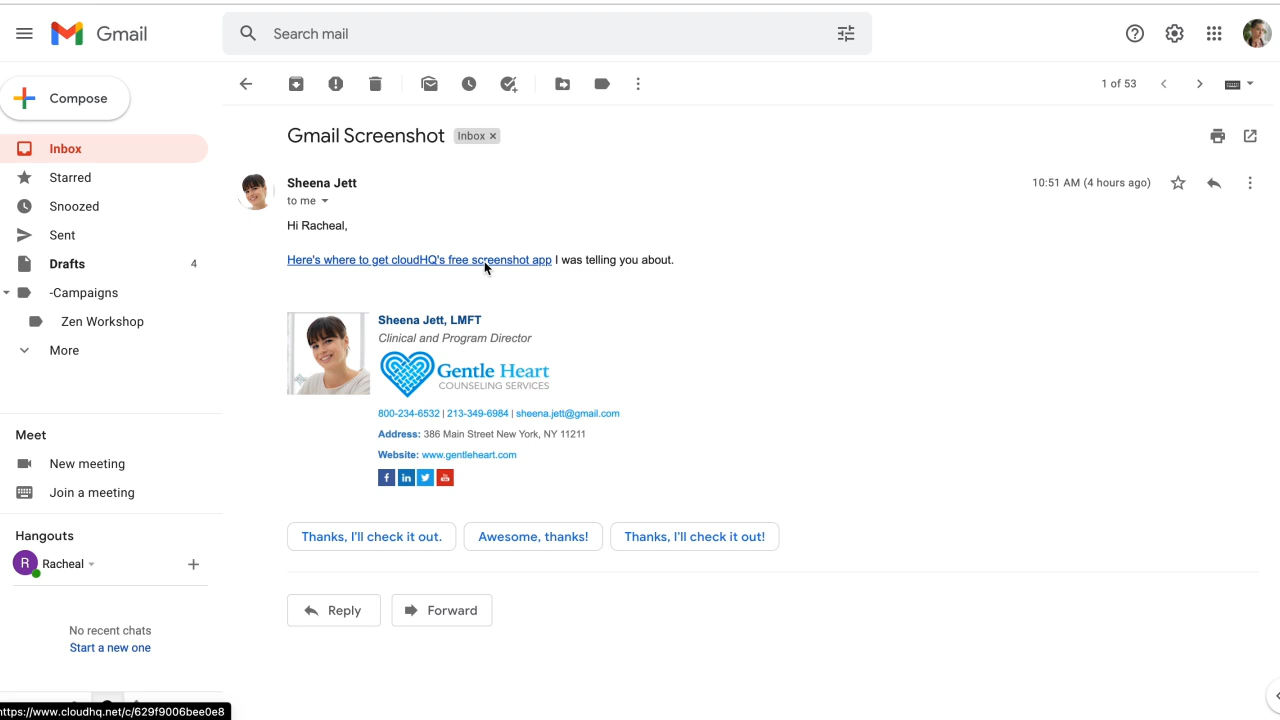 Gmail
Search mail
Compose
1 of 53
Inbox
Starred
Snoozed
Sent
Drafts 4
-Campaigns
Zen Workshop
More
Meet
New meeting
Join a meeting
Hangouts
R Racheal
No recent chats
Start a new one
Gmail Screenshot Inbox ×
Sheena Jett 10:51 AM (4 hours ago)
to me
Hi Racheal,
Here's where to get cloudHQ's free screenshot app I was telling you about.
Sheena Jett, LMFT
Clinical and Program Director
Gentle Heart
COUNSELING SERVICES
800-234-6532 | 213-349-6984 | sheena.jett@gmail.com
Address: 386 Main Street New York, NY 11211
Website: www.gentleheart.com
f in You
Thanks, I'll check it out. Awesome, thanks! Thanks, I'll check it out!
Reply Forward
https://www.cloudhq.net/c/629f9006bee0e8